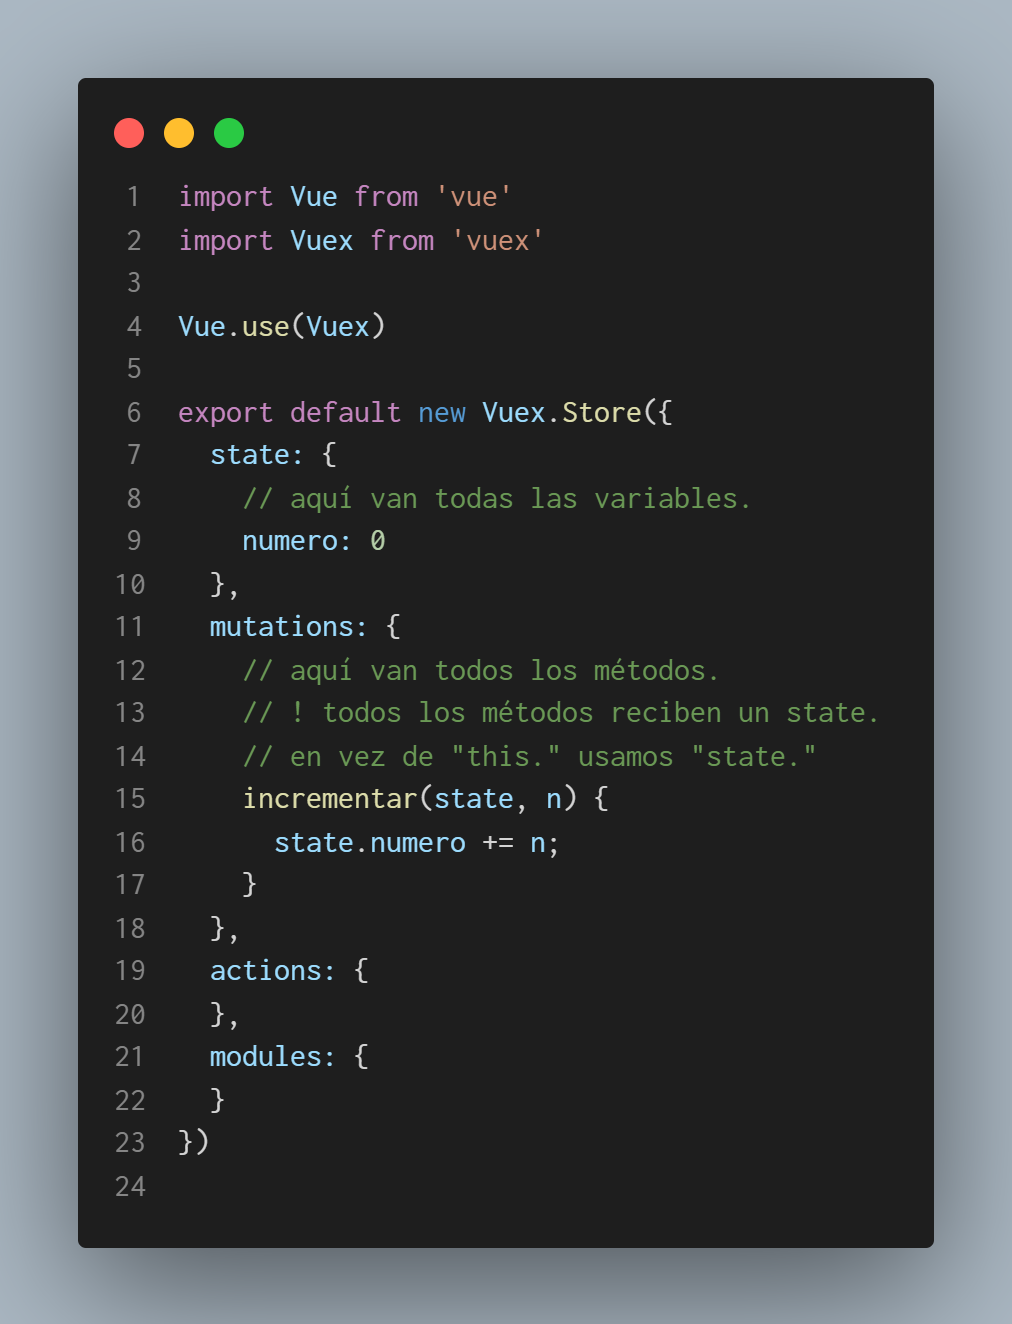 1 import Vue from 'vue'
2 import Vuex from 'vuex'
3
4 Vue.use(Vuex)
5
6 export default new Vuex.Store({
7   state: {
8     // aquí van todas las variables.
9     numero: 0
10   },
11   mutations: {
12     // aquí van todos los métodos.
13     // ! todos los métodos reciben un state.
14     // en vez de "this." usamos "state."
15     incrementar(state, n) {
16       state.numero += n;
17     }
18   },
19   actions: {
20   },
21   modules: {
22   }
23 })
24